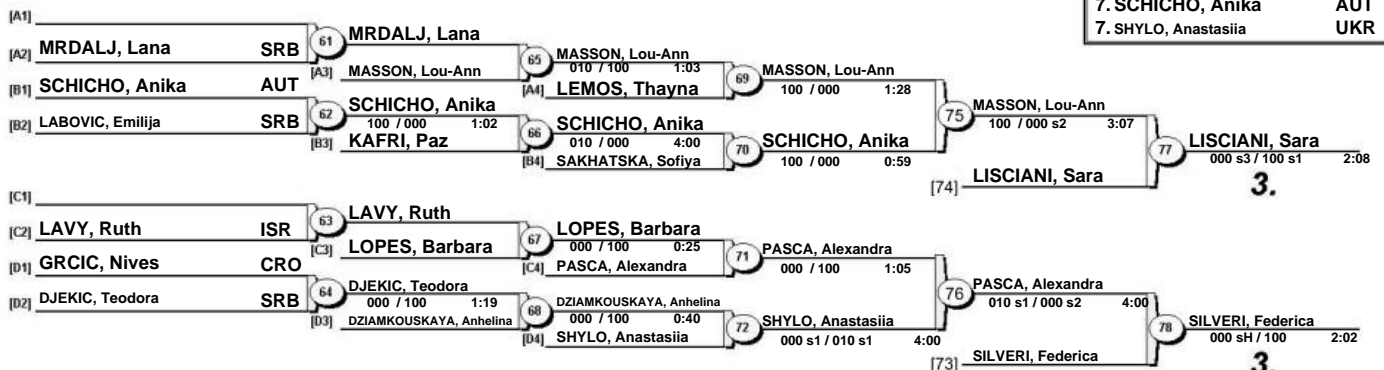 7. SCHICHO, Anika AUT
7. SHYLO, Anastasiia UKR
[A1]
[A2] MRDALJ, Lana SRB
61
MRDALJ, Lana
[A3] MASSON, Lou-Ann
[B1] SCHICHO, Anika AUT
[B2] LABOVIC, Emilija SRB
62
SCHICHO, Anika
100 / 000 1:02
[B3] KAFRI, Paz
65
MASSON, Lou-Ann
010 / 100 1:03
[A4] LEMOS, Thayna
66
SCHICHO, Anika
010 / 000 4:00
[B4] SAKHATSKA, Sofiya
69
MASSON, Lou-Ann
100 / 000 1:28
70
SCHICHO, Anika
100 / 000 0:59
75
MASSON, Lou-Ann
100 / 000 s2 3:07
[74] LISCIANI, Sara
77
LISCIANI, Sara
000 s3 / 100 s1 2:08
3.
[C1]
[C2] LAVY, Ruth ISR
63
LAVY, Ruth
[C3] LOPES, Barbara
[D1] GRCIC, Nives CRO
[D2] DJEKIC, Teodora SRB
64
DJEKIC, Teodora
000 / 100 1:19
[D3] DZIAMKOUSKAYA, Anhelina
67
LOPES, Barbara
000 / 100 0:25
[C4] PASCA, Alexandra
68
DZIAMKOUSKAYA, Anhelina
000 / 100 0:40
[D4] SHYLO, Anastasiia
71
PASCA, Alexandra
000 / 100 1:05
72
SHYLO, Anastasiia
000 s1 / 010 s1 4:00
76
PASCA, Alexandra
010 s1 / 000 s2 4:00
[73] SILVERI, Federica
78
SILVERI, Federica
000 sH / 100 2:02
3.